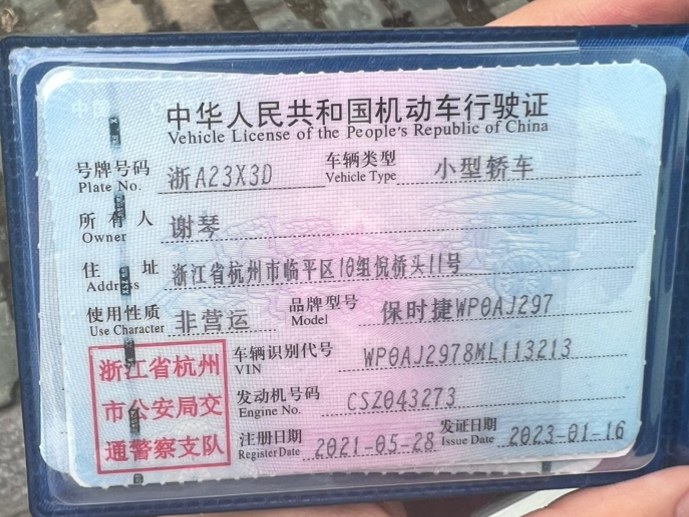 中华人民共和国机动车行驶证
Vehicle License of the People's Republic of China
号牌号码 浙A23X3D 车辆类型 小型轿车
Plate No. Vehicle Type
所有人 谢琴
Owner
住址 浙江省杭州市临平区10组倪桥头11号
Address
使用性质 非营运 品牌型号 保时捷WP0AJ297
Use Character Model
浙江省杭州市公安局交通警察支队
车辆识别代号 WP0AJ2978ML113213
VIN
发动机号码 CSZ043273
Engine No.
注册日期 2021-05-28 发证日期 2023-01-16
Register Date Issue Date